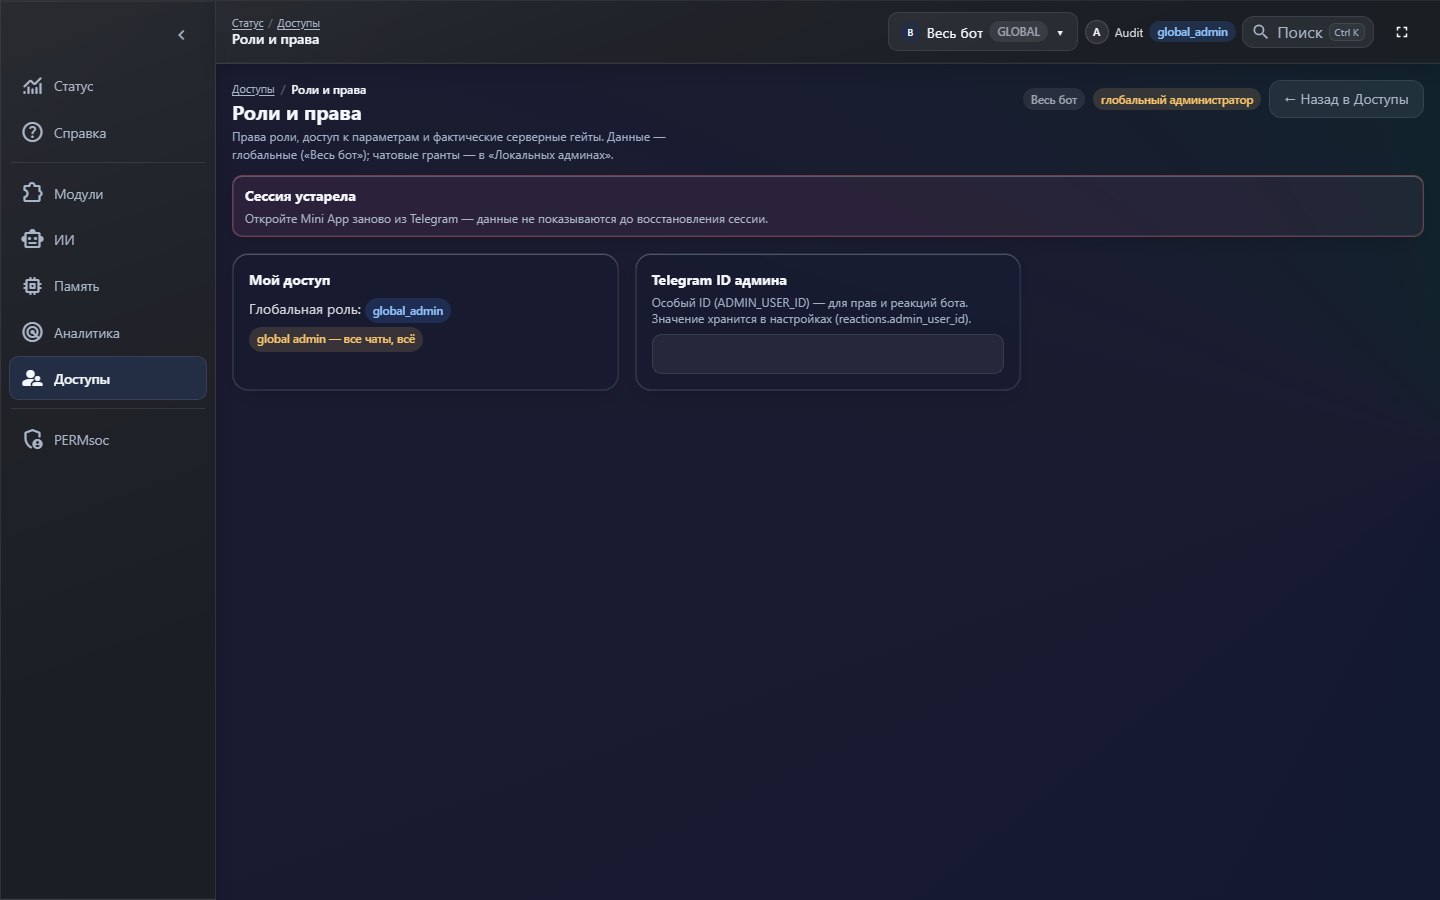 Статус
Справка
Модули
ИИ
Память
Аналитика
Доступы
PERMsoc
Статус / Доступы
Роли и права
B Весь бот GLOBAL ▾ A Audit global_admin Поиск Ctrl K
Доступы / Роли и права
Роли и права
Права роли, доступ к параметрам и фактические серверные гейты. Данные —
глобальные («Весь бот»); чатовые гранты — в «Локальных админах».
Весь бот глобальный администратор ← Назад в Доступы
Сессия устарела
Откройте Mini App заново из Telegram — данные не показываются до восстановления сессии.
Мой доступ
Глобальная роль: global_admin
global admin — все чаты, всё
Telegram ID админа
Особый ID (ADMIN_USER_ID) — для прав и реакций бота.
Значение хранится в настройках (reactions.admin_user_id).